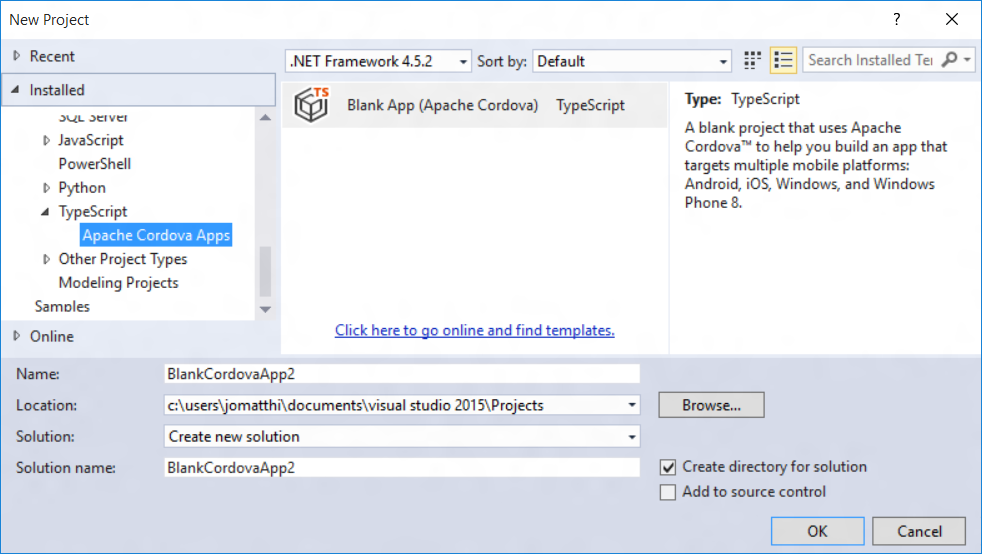 New Project
?
Recent
Installed
SQL Server
JavaScript
PowerShell
Python
TypeScript
Apache Cordova Apps
Other Project Types
Modeling Projects
Samples
Online
.NET Framework 4.5.2
Sort by:
Default
Search Installed Te
TS
Blank App (Apache Cordova)
TypeScript
Click here to go online and find templates.
Type: TypeScript
A blank project that uses Apache
Cordova™ to help you build an app that
targets multiple mobile platforms:
Android, iOS, Windows, and Windows
Phone 8.
Name:
BlankCordovaApp2
Location:
c:\users\jomatthi\documents\visual studio 2015\Projects
Browse...
Solution:
Create new solution
Solution name:
BlankCordovaApp2
Create directory for solution
Add to source control
OK
Cancel